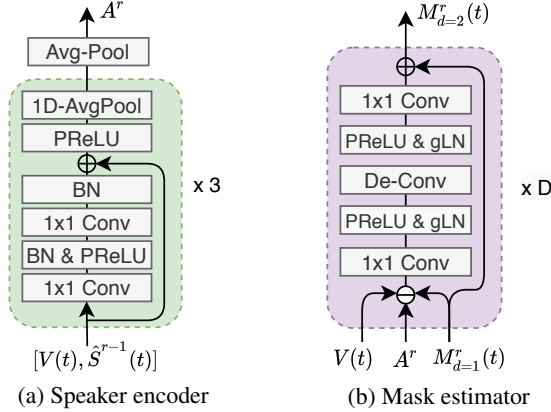 A^r
Avg-Pool
1D-AvgPool
PReLU
BN
1x1 Conv
BN & PReLU
1x1 Conv
x 3
[V(t), Ŝ^{r-1}(t)]
(a) Speaker encoder
M^r_{d=2}(t)
1x1 Conv
PReLU & gLN
De-Conv
PReLU & gLN
1x1 Conv
x D
V(t) A^r M^r_{d=1}(t)
(b) Mask estimator